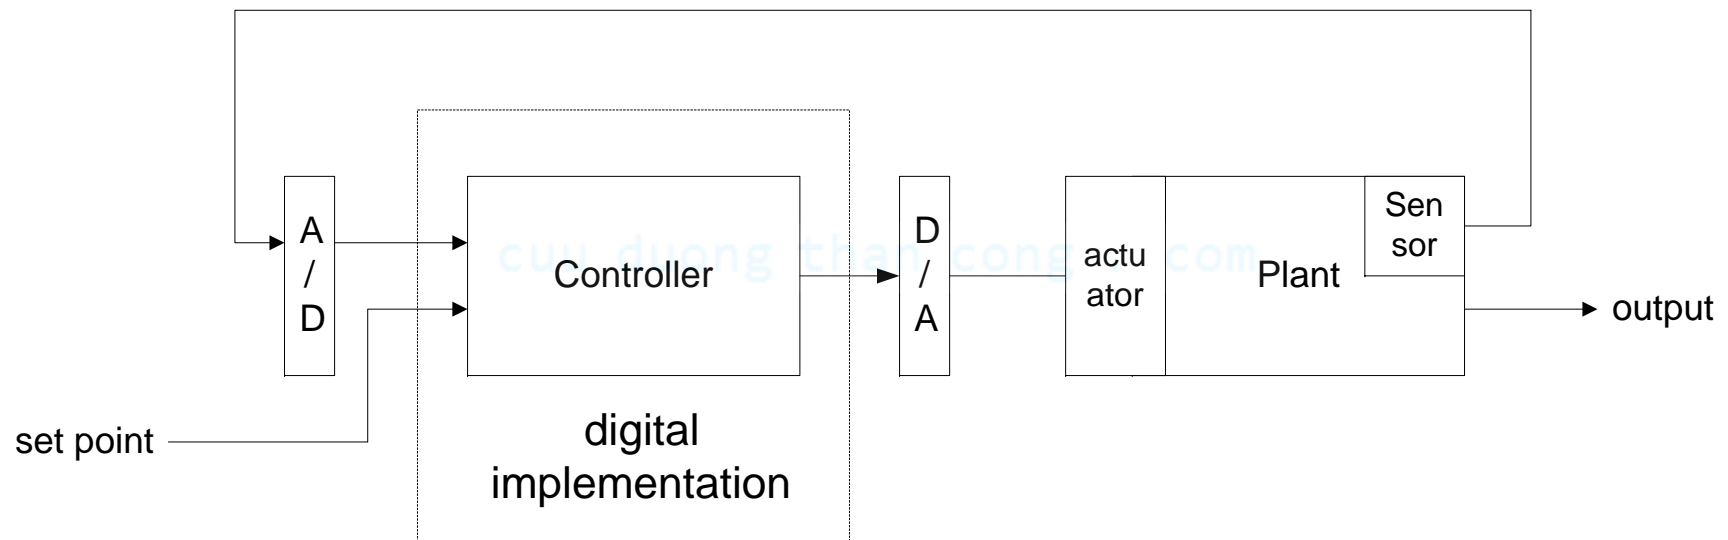 A
/
D
Controller
D
/
A
actu
ator
Plant
Sen
sor
output
set point
digital
implementation
cuu duong than cong . com